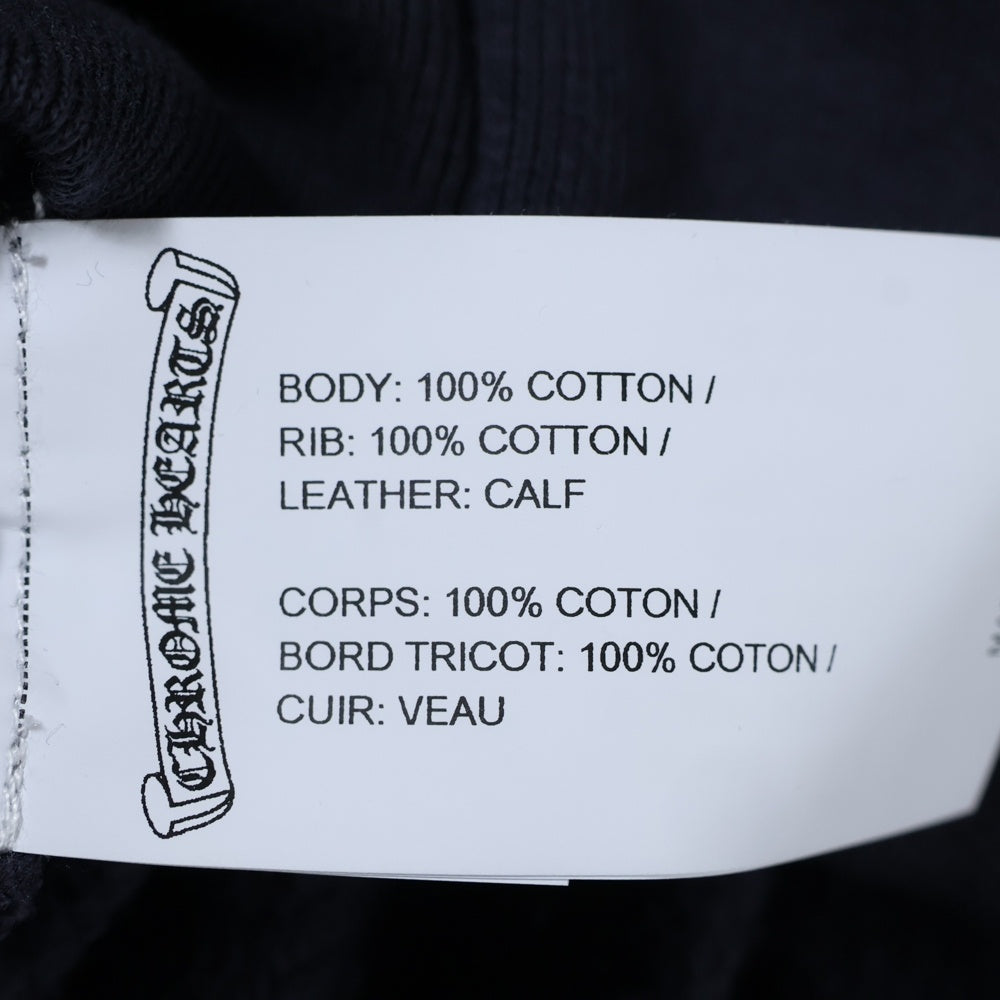 CHROME HEARTS
BODY: 100% COTTON /
RIB: 100% COTTON /
LEATHER: CALF
CORPS: 100% COTON /
BORD TRICOT: 100% COTON /
CUIR: VEAU